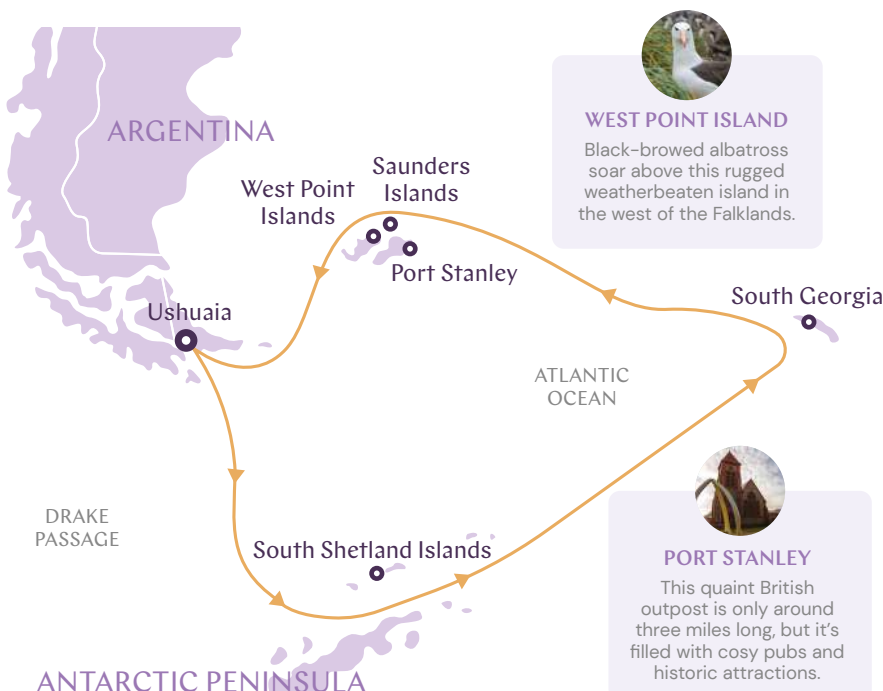 ARGENTINA
West Point
Islands
Saunders
Islands
Port Stanley
Ushuaia
WEST POINT ISLAND
Black-browed albatross
soar above this rugged
weatherbeaten island in
the west of the Falklands.
South Georgia
ATLANTIC
OCEAN
DRAKE
PASSAGE
South Shetland Islands
PORT STANLEY
This quaint British
outpost is only around
three miles long, but it's
filled with cosy pubs and
historic attractions.
ANTARCTIC PENINSULA